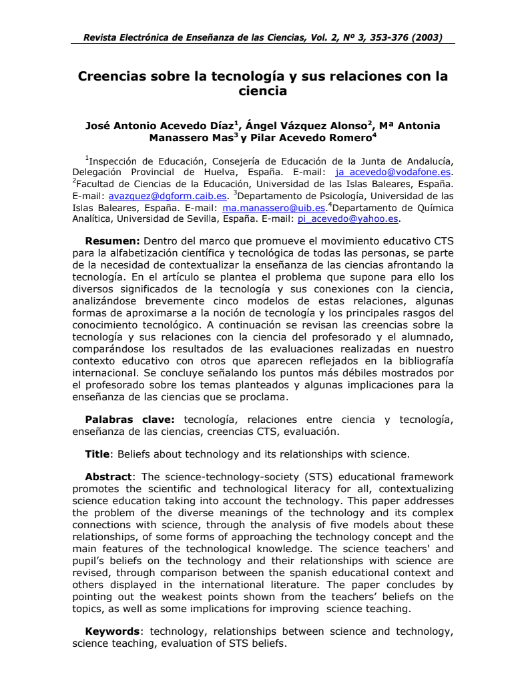 Revista Electrónica de Enseñanza de las Ciencias, Vol. 2, Nº 3, 353-376 (2003)
Creencias sobre la tecnología y sus relaciones con la
ciencia
José Antonio Acevedo Díaz1, Ángel Vázquez Alonso2, Mª Antonia
Manassero Mas3 y Pilar Acevedo Romero4
1Inspección de Educación, Consejería de Educación de la Junta de Andalucía,
Delegación Provincial de Huelva, España. E-mail: ja_acevedo@vodafone.es.
2Facultad de Ciencias de la Educación, Universidad de las Islas Baleares, España.
E-mail: avazquez@dgform.caib.es. 3Departamento de Psicología, Universidad de las
Islas Baleares, España. E-mail: ma.manassero@uib.es.4Departamento de Química
Analítica, Universidad de Sevilla, España. E-mail: pi_acevedo@yahoo.es.
Resumen: Dentro del marco que promueve el movimiento educativo CTS
para la alfabetización científica y tecnológica de todas las personas, se parte
de la necesidad de contextualizar la enseñanza de las ciencias afrontando la
tecnología. En el artículo se plantea el problema que supone para ello los
diversos significados de la tecnología y sus conexiones con la ciencia,
analizándose brevemente cinco modelos de estas relaciones, algunas
formas de aproximarse a la noción de tecnología y los principales rasgos del
conocimiento tecnológico. A continuación se revisan las creencias sobre la
tecnología y sus relaciones con la ciencia del profesorado y el alumnado,
comparándose los resultados de las evaluaciones realizadas en nuestro
contexto educativo con otros que aparecen reflejados en la bibliografía
internacional. Se concluye señalando los puntos más débiles mostrados por
el profesorado sobre los temas planteados y algunas implicaciones para la
enseñanza de las ciencias que se proclama.
Palabras clave: tecnología, relaciones entre ciencia y tecnología,
enseñanza de las ciencias, creencias CTS, evaluación.
Title: Beliefs about technology and its relationships with science.
Abstract: The science-technology-society (STS) educational framework
promotes the scientific and technological literacy for all, contextualizing
science education taking into account the technology. This paper addresses
the problem of the diverse meanings of the technology and its complex
connections with science, through the analysis of five models about these
relationships, of some forms of approaching the technology concept and the
main features of the technological knowledge. The science teachers' and
pupil's beliefs on the technology and their relationships with science are
revised, through comparison between the spanish educational context and
others displayed in the international literature. The paper concludes by
pointing out the weakest points shown from the teachers' beliefs on the
topics, as well as some implications for improving science teaching.
Keywords: technology, relationships between science and technology,
science teaching, evaluation of STS beliefs.